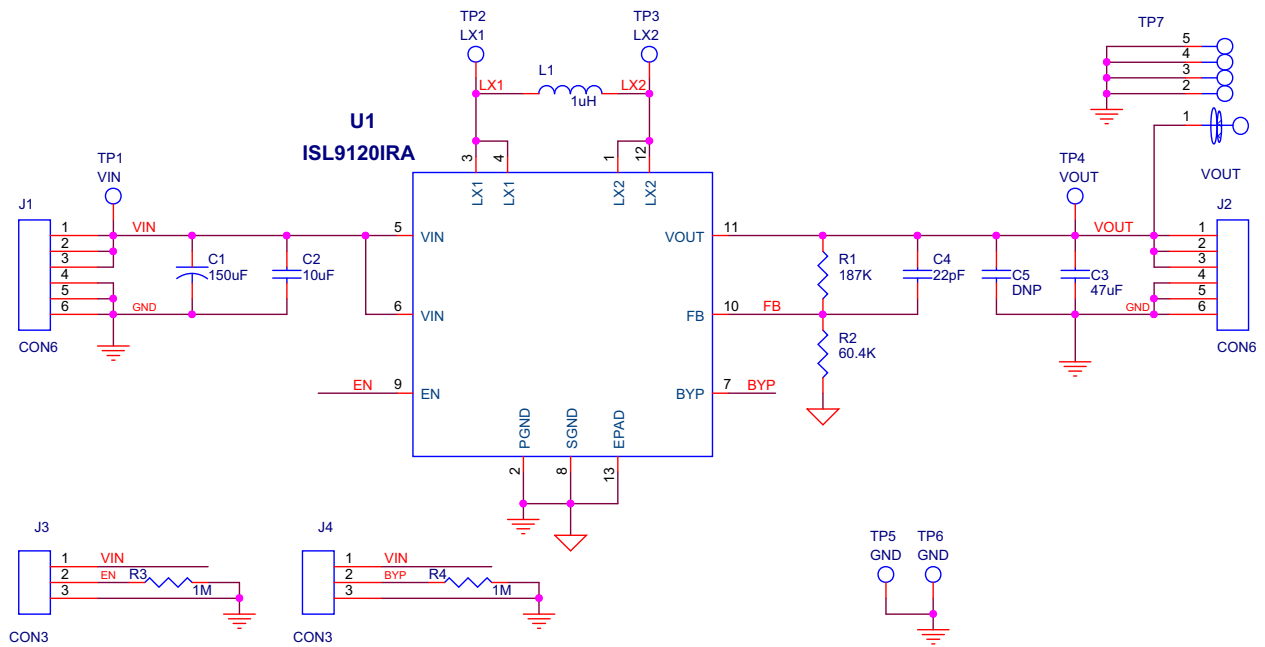 TP2
LX1
TP3
LX2
TP7
5
4
3
2
1
VOUT
LX1
L1
1uH
LX2
U1
ISL9120IRA
3
4
1
12
LX1
LX1
LX2
LX2
TP1
VIN
J1
1
2
3
4
5
6
VIN
GND
CON6
C1
150uF
C2
10uF
5
VIN
6
VIN
EN
9
EN
VOUT
11
FB
10
FB
BYP
7
BYP
PGND
SGND
EPAD
2
8
13
R1
187K
R2
60.4K
C4
22pF
C5
DNP
C3
47uF
TP4
VOUT
VOUT
GND
J2
1
2
3
4
5
6
CON6
J3
1
2
3
VIN
EN
R3
1M
CON3
J4
1
2
3
VIN
BYP
R4
1M
CON3
TP5
GND
TP6
GND